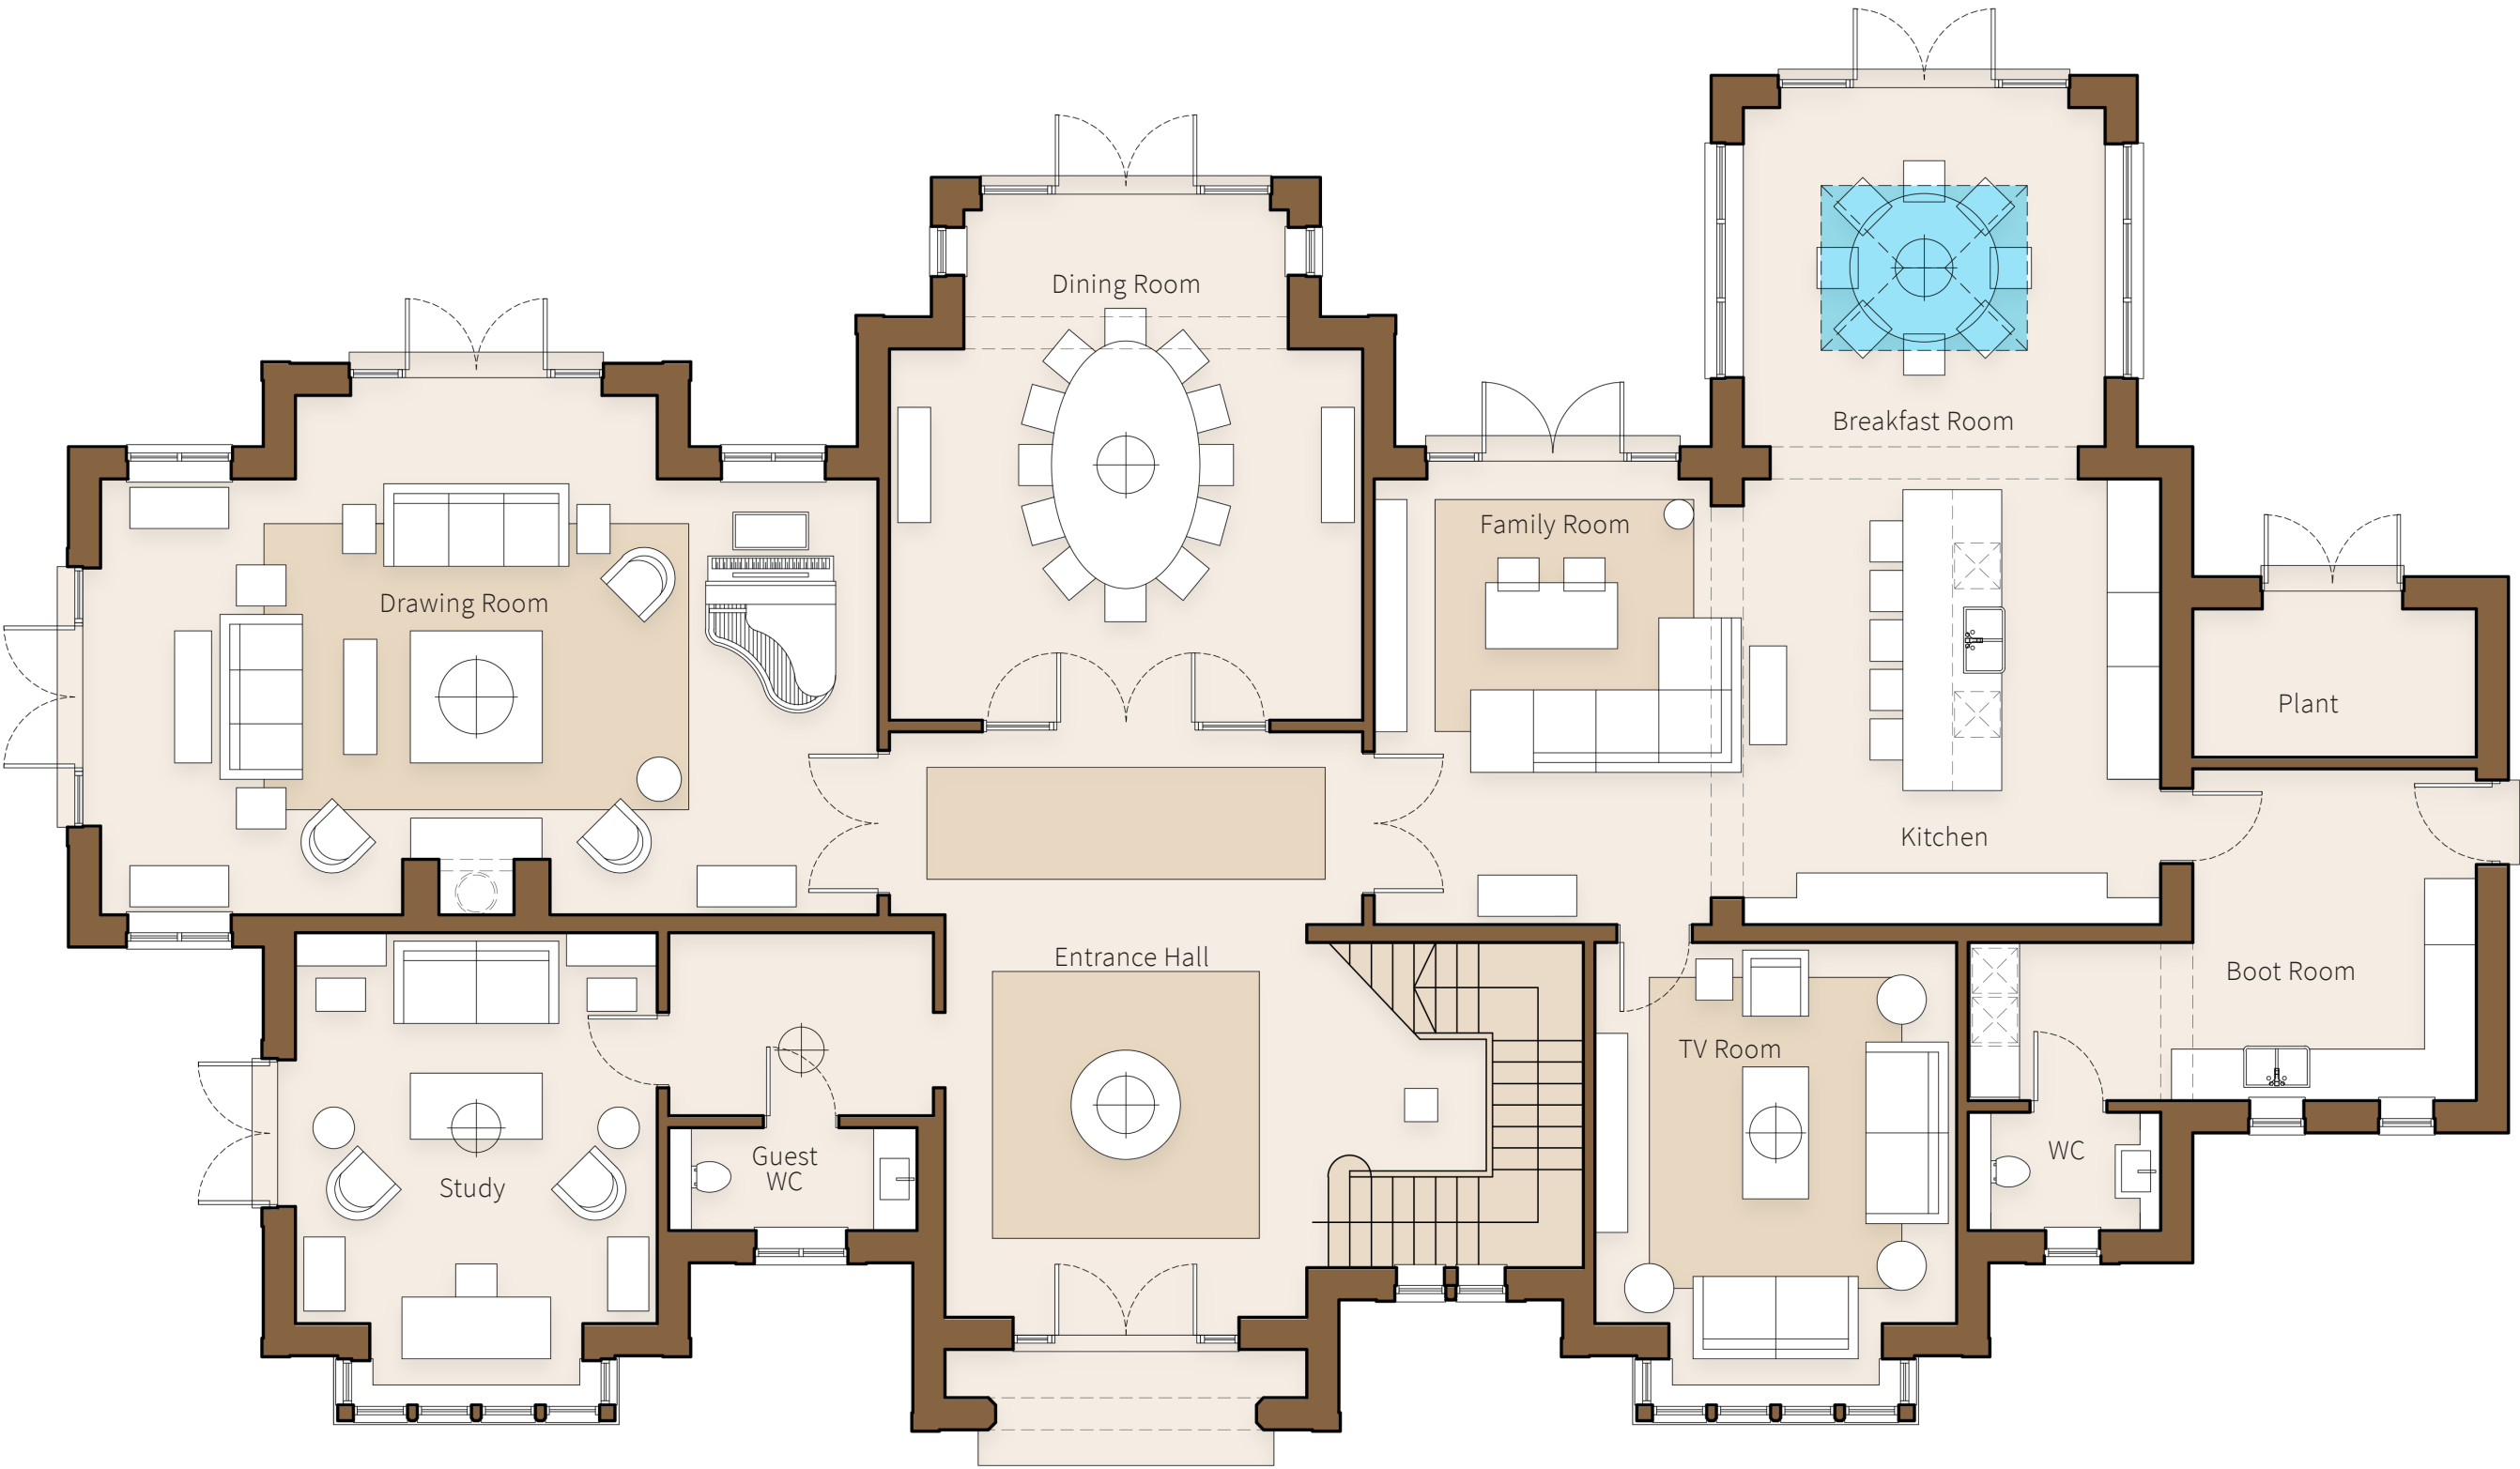 Dining Room
Breakfast Room
Family Room
Drawing Room
Plant
Kitchen
Entrance Hall
Boot Room
TV Room
Guest
WC
WC
Study